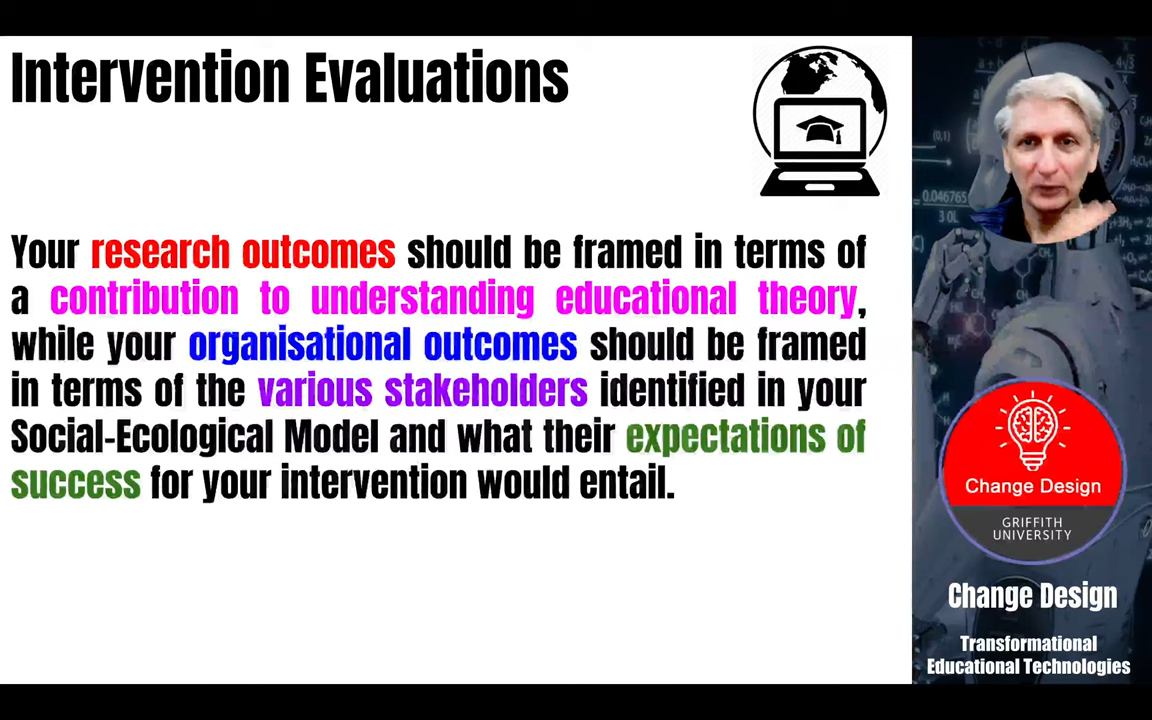 Intervention Evaluations
Your research outcomes should be framed in terms of
a contribution to understanding educational theory,
while your organisational outcomes should be framed
in terms of the various stakeholders identified in your
Social-Ecological Model and what their expectations of
success for your intervention would entail.
Change Design
GRIFFITH
UNIVERSITY
Change Design
Transformational
Educational Technologies
0.046765